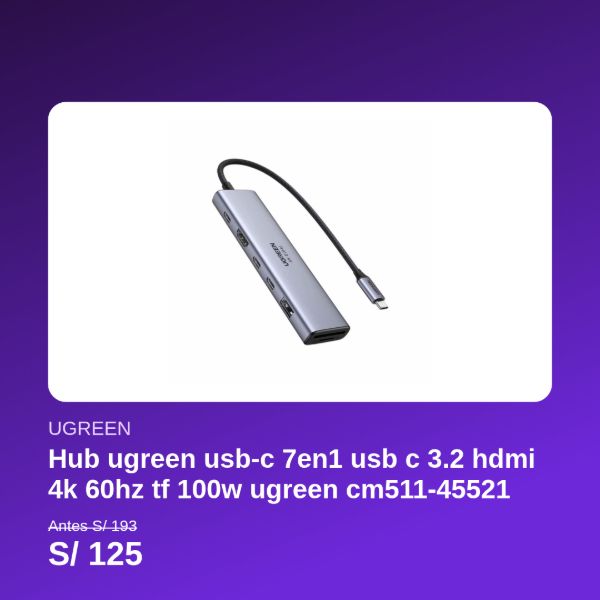 UGREEN
UGREEN
Hub ugreen usb-c 7en1 usb c 3.2 hdmi
4k 60hz tf 100w ugreen cm511-45521
Antes S/ 193
S/ 125